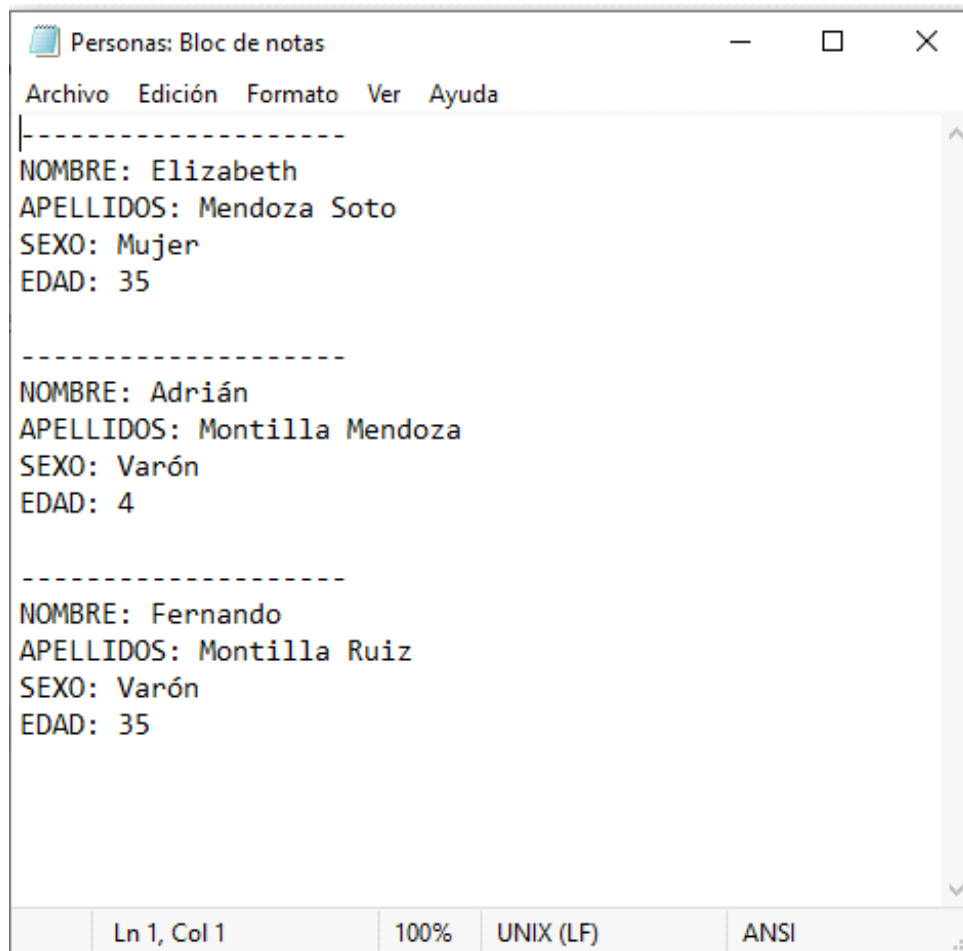 Personas: Bloc de notas
Archivo Edición Formato Ver Ayuda
--------------------
NOMBRE: Elizabeth
APELLIDOS: Mendoza Soto
SEXO: Mujer
EDAD: 35
--------------------
NOMBRE: Adrián
APELLIDOS: Montilla Mendoza
SEXO: Varón
EDAD: 4
--------------------
NOMBRE: Fernando
APELLIDOS: Montilla Ruiz
SEXO: Varón
EDAD: 35
Ln 1, Col 1 100% UNIX (LF) ANSI